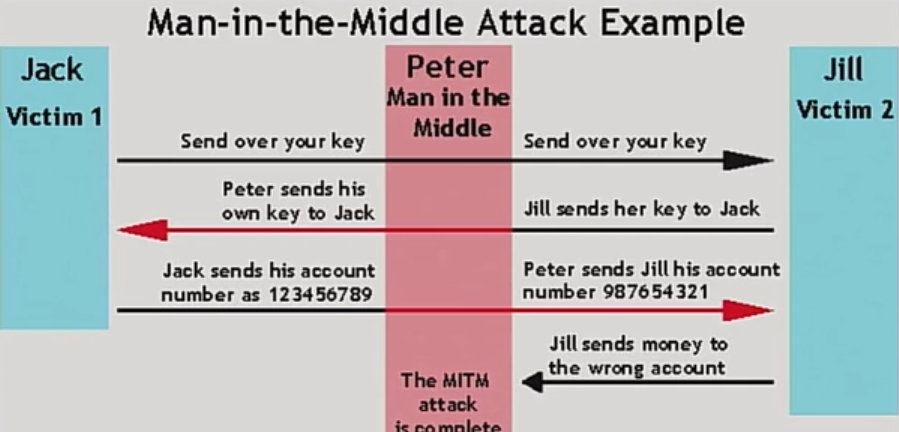 Man-in-the-Middle Attack Example
Jack
Victim 1
Peter
Man in the
Middle
Jill
Victim 2
Send over your key
Send over your key
Peter sends his
own key to Jack
Jill sends her key to Jack
Jack sends his account
number as 123456789
Peter sends Jill his account
number 987654321
Jill sends money to
the wrong account
The MITM
attack
is complete